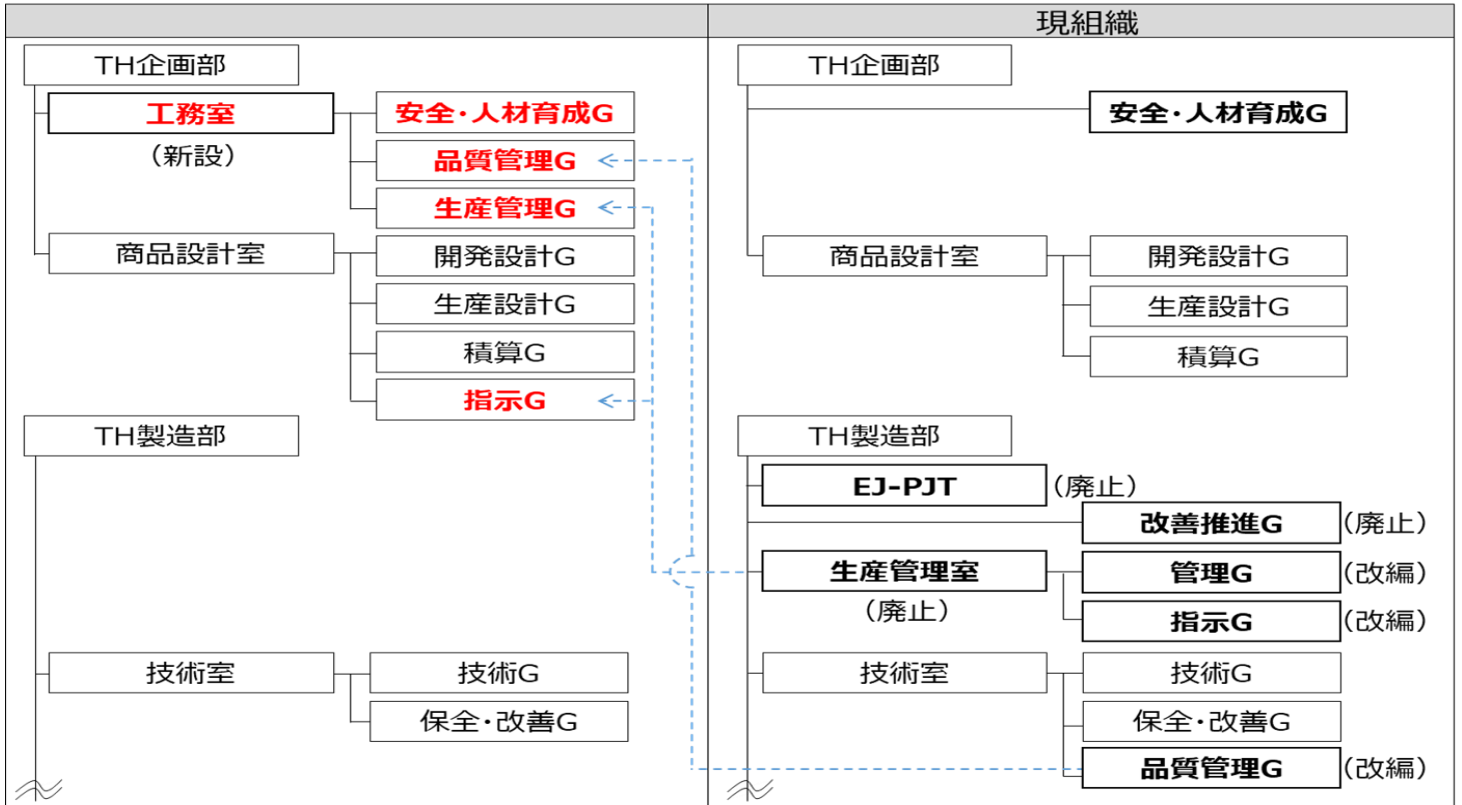 現組織
TH企画部
工務室
(新設)
安全・人材育成G
品質管理G
生産管理G
商品設計室
開発設計G
生産設計G
積算G
指示G
TH製造部
技術室
技術G
保全・改善G
TH企画部
安全・人材育成G
商品設計室
開発設計G
生産設計G
積算G
TH製造部
EJ-PJT
(廃止)
改善推進G
(廃止)
生産管理室
(廃止)
管理G
(改編)
指示G
(改編)
技術室
技術G
保全・改善G
品質管理G
(改編)